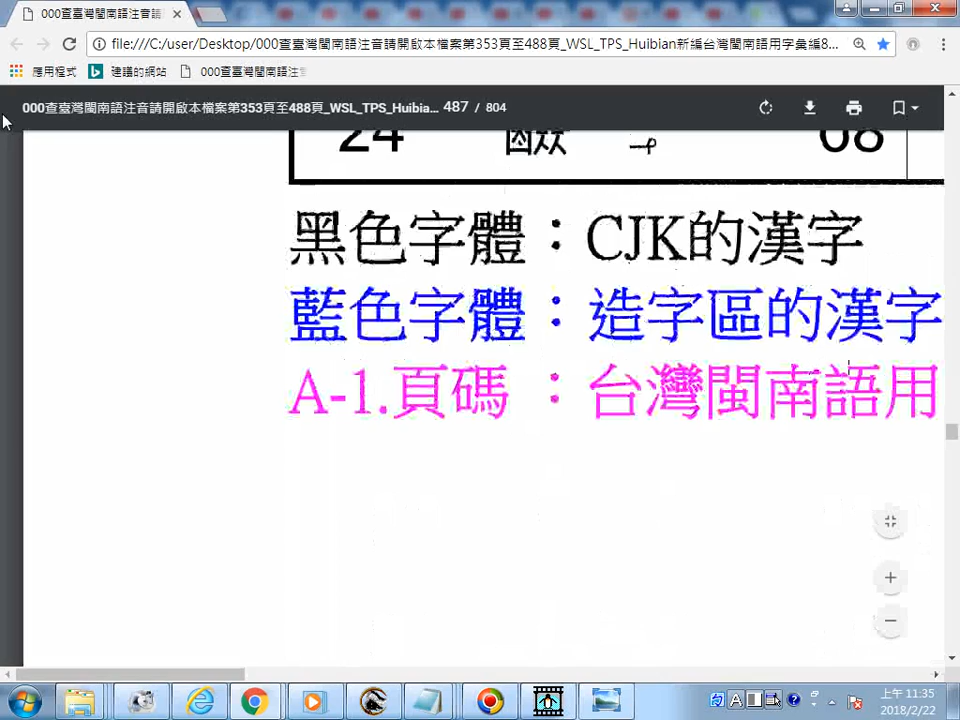 000查臺灣閩南語注音請
file:///C:/user/Desktop/000查臺灣閩南語注音請開啟本檔案第353頁至488頁_WSL_TPS_Huibian新編台灣閩南語用字彙編8...
應用程式 建議的網站 000查臺灣閩南語注音
000查臺灣閩南語注音請開啟本檔案第353頁至488頁_WSL_TPS_Huibia... 487 / 804
24 08
黑色字體：CJK的漢字
藍色字體：造字區的漢字
A-1.頁碼 ：台灣閩南語用
上午 11:35
2018/2/22